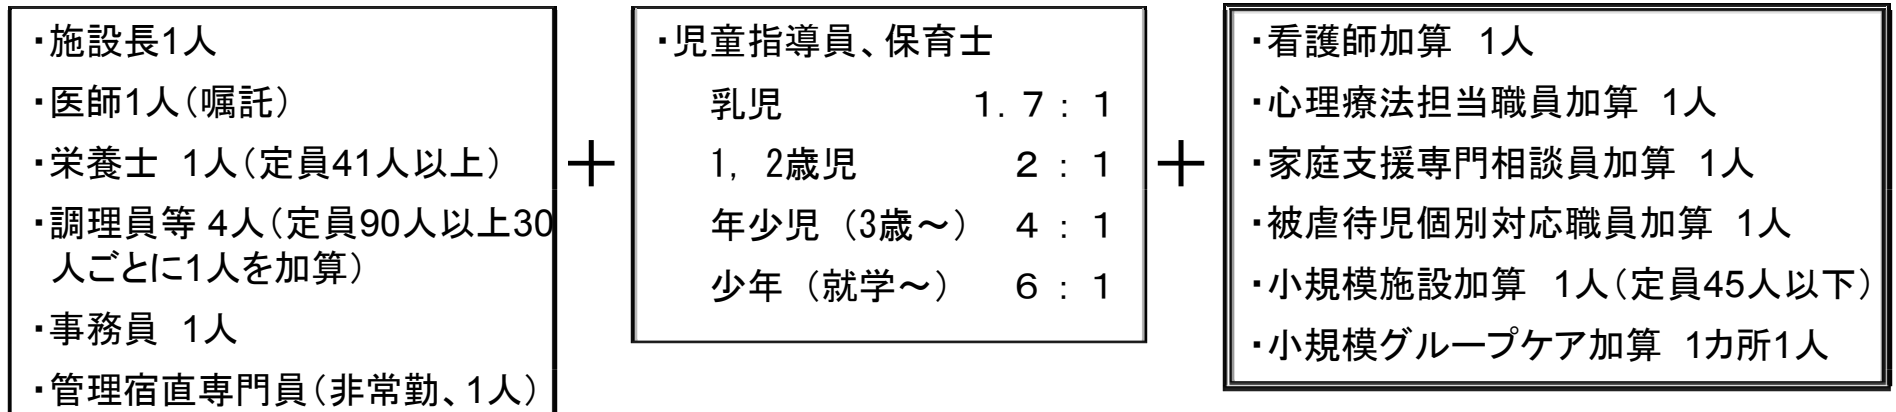 ・施設長1人
・医師1人（嘱託）
・栄養士 1人（定員41人以上）
・調理員等 4人（定員90人以上30
人ごとに1人を加算）
・事務員 1人
・管理宿直専門員（非常勤、1人）
＋
・児童指導員、保育士
乳児 1．7：1
1，2歳児 2：1
年少児（3歳～） 4：1
少年（就学～） 6：1
＋
・看護師加算 1人
・心理療法担当職員加算 1人
・家庭支援専門相談員加算 1人
・被虐待児個別対応職員加算 1人
・小規模施設加算 1人（定員45人以下）
・小規模グループケア加算 1カ所1人